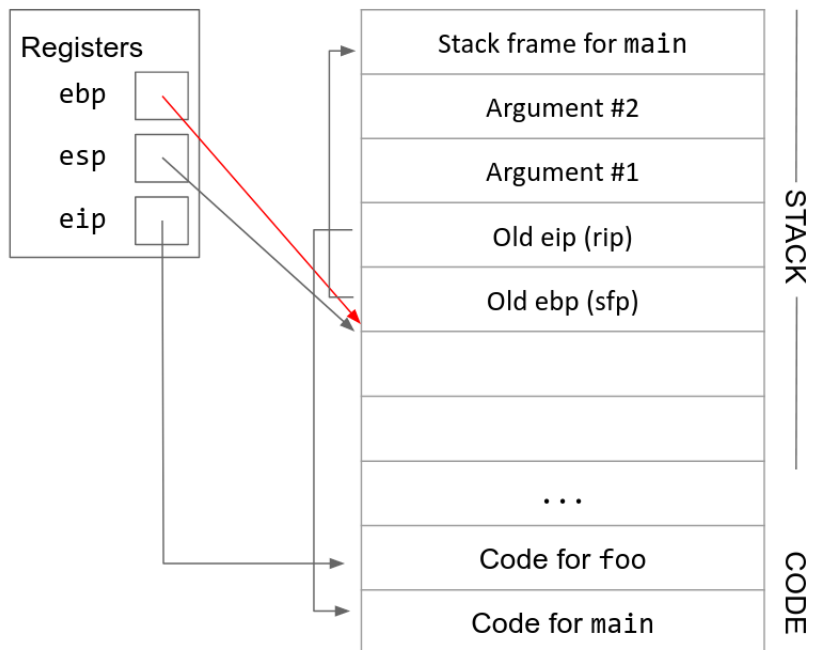 Registers
ebp
esp
eip
Stack frame for main
Argument #2
Argument #1
Old eip (rip)
Old ebp (sfp)
...
Code for foo
Code for main
STACK
CODE